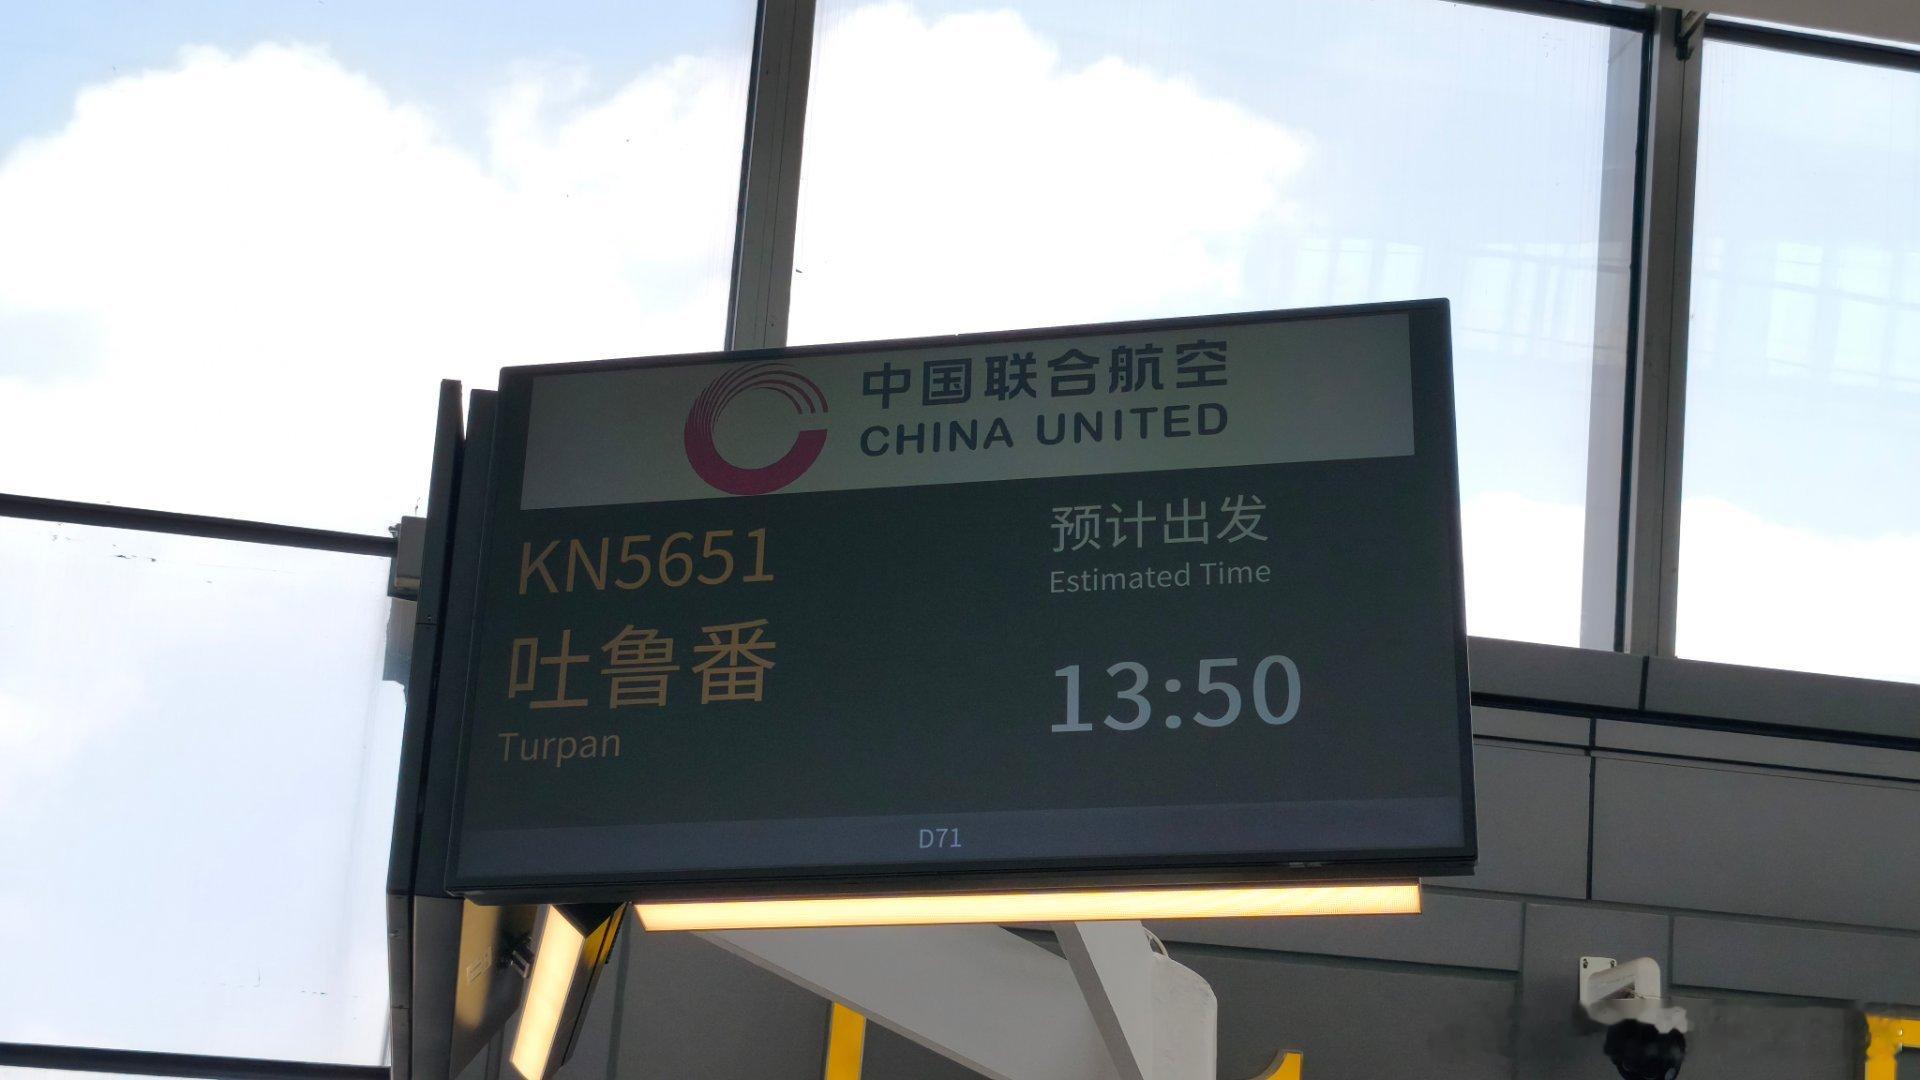 中国联合航空
CHINA UNITED
KN5651
吐鲁番
Turpan
预计出发
Estimated Time
13:50
D71